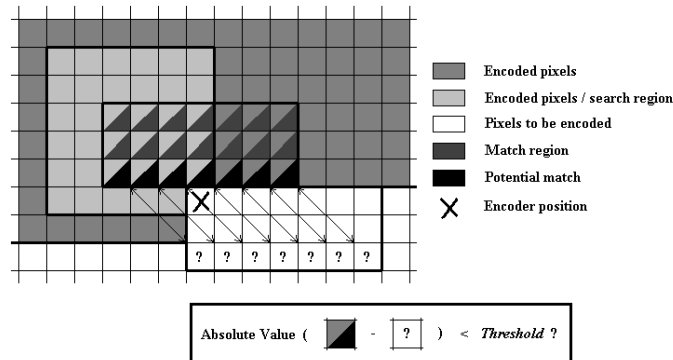 Encoded pixels
Encoded pixels / search region
Pixels to be encoded
Match region
Potential match
Encoder position
X
? ? ? ? ? ? ?
Absolute Value ( - ? ) < Threshold ?